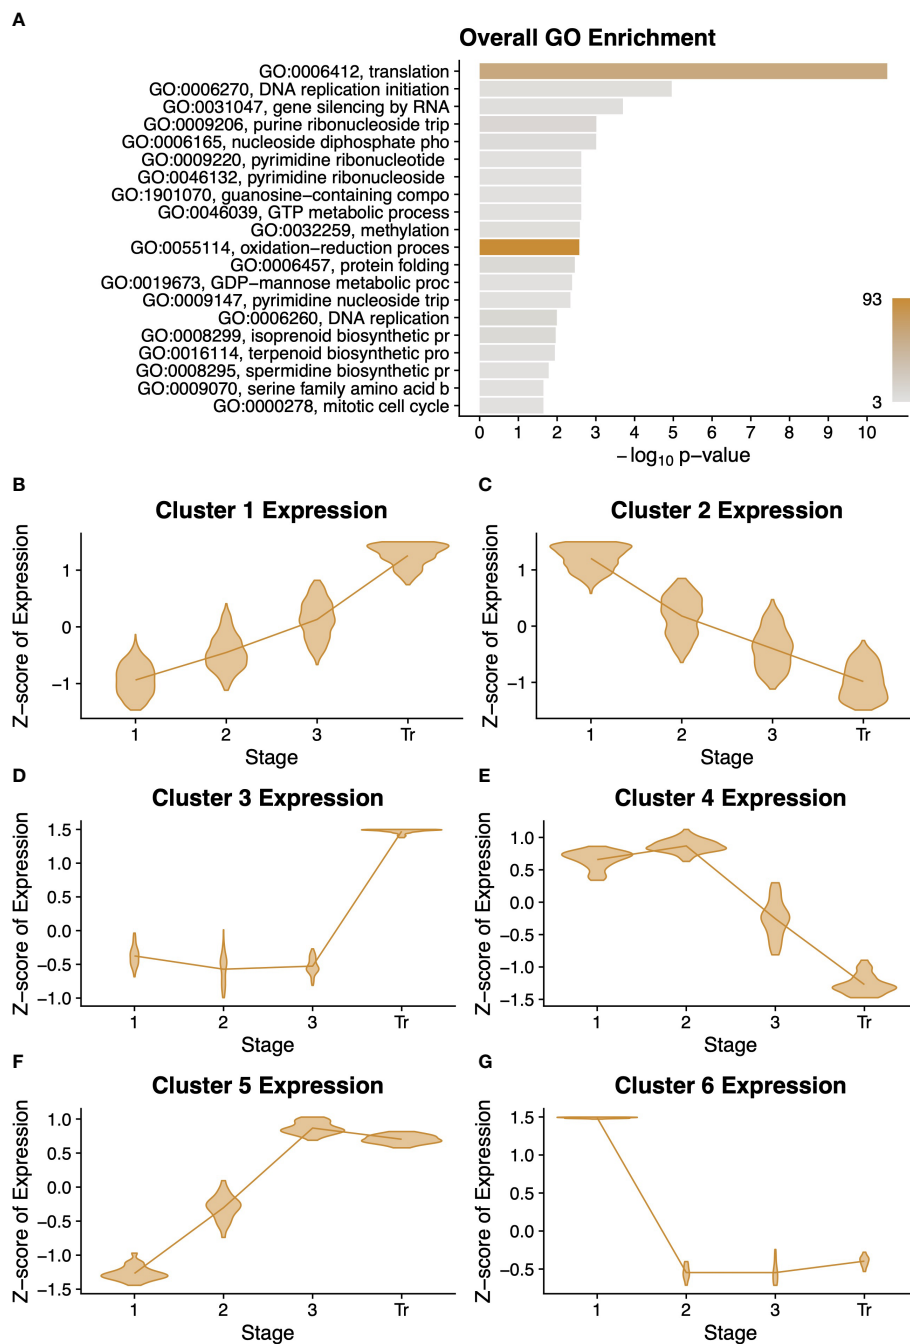 A
Overall GO Enrichment
GO:0006412, translation
GO:0006270, DNA replication initiation
GO:0031047, gene silencing by RNA
GO:0009206, purine ribonucleoside trip
GO:0006165, nucleoside diphosphate pho
GO:0009220, pyrimidine ribonucleotide
GO:0046132, pyrimidine ribonucleoside
GO:1901070, guanosine−containing compo
GO:0046039, GTP metabolic process
GO:0032259, methylation
GO:0055114, oxidation−reduction proces
GO:0006457, protein folding
GO:0019673, GDP−mannose metabolic proc
GO:0009147, pyrimidine nucleoside trip
GO:0006260, DNA replication
GO:0008299, isoprenoid biosynthetic pr
GO:0016114, terpenoid biosynthetic pro
GO:0008295, spermidine biosynthetic pr
GO:0009070, serine family amino acid b
GO:0000278, mitotic cell cycle
93
3
0 1 2 3 4 5 6 7 8 9 10
−log₁₀ p−value
B
Cluster 1 Expression
Z−score of Expression
1
0
−1
1 2 3 Tr
Stage
C
Cluster 2 Expression
Z−score of Expression
1
0
−1
1 2 3 Tr
Stage
D
Cluster 3 Expression
Z−score of Expression
1.5
1.0
0.5
0.0
−0.5
−1.0
1 2 3 Tr
Stage
E
Cluster 4 Expression
Z−score of Expression
1.0
0.5
0.0
−0.5
−1.0
−1.5
1 2 3 Tr
Stage
F
Cluster 5 Expression
Z−score of Expression
1.0
0.5
0.0
−0.5
−1.0
−1.5
1 2 3 Tr
Stage
G
Cluster 6 Expression
Z−score of Expression
1.5
1.0
0.5
0.0
−0.5
1 2 3 Tr
Stage